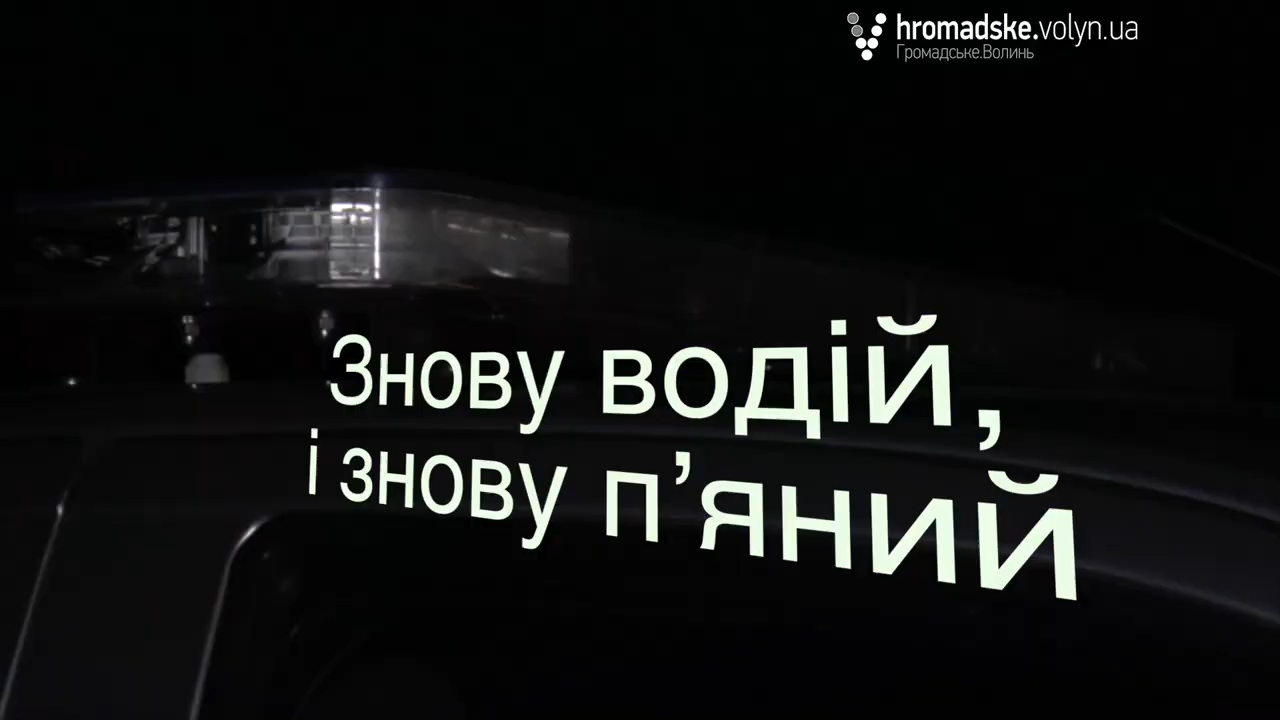 hromadske.volyn.ua
Громадське.Волинь
Знову водій,
і знову п’яний